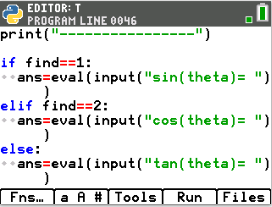 EDITOR: T
PROGRAM LINE 0046
print("----------------")
if find==1:
  ans=eval(input("sin(theta)= ")
      )
elif find==2:
  ans=eval(input("cos(theta)= ")
      )
else:
  ans=eval(input("tan(theta)= ")
      )
Fns… a A # Tools Run Files